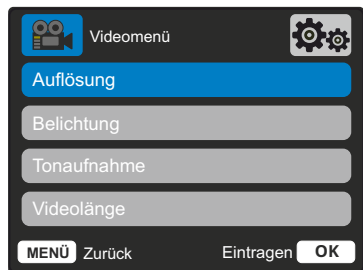 Videomenü
Auflösung
Belichtung
Tonaufnahme
Videolänge
MENÜ Zurück Eintragen OK